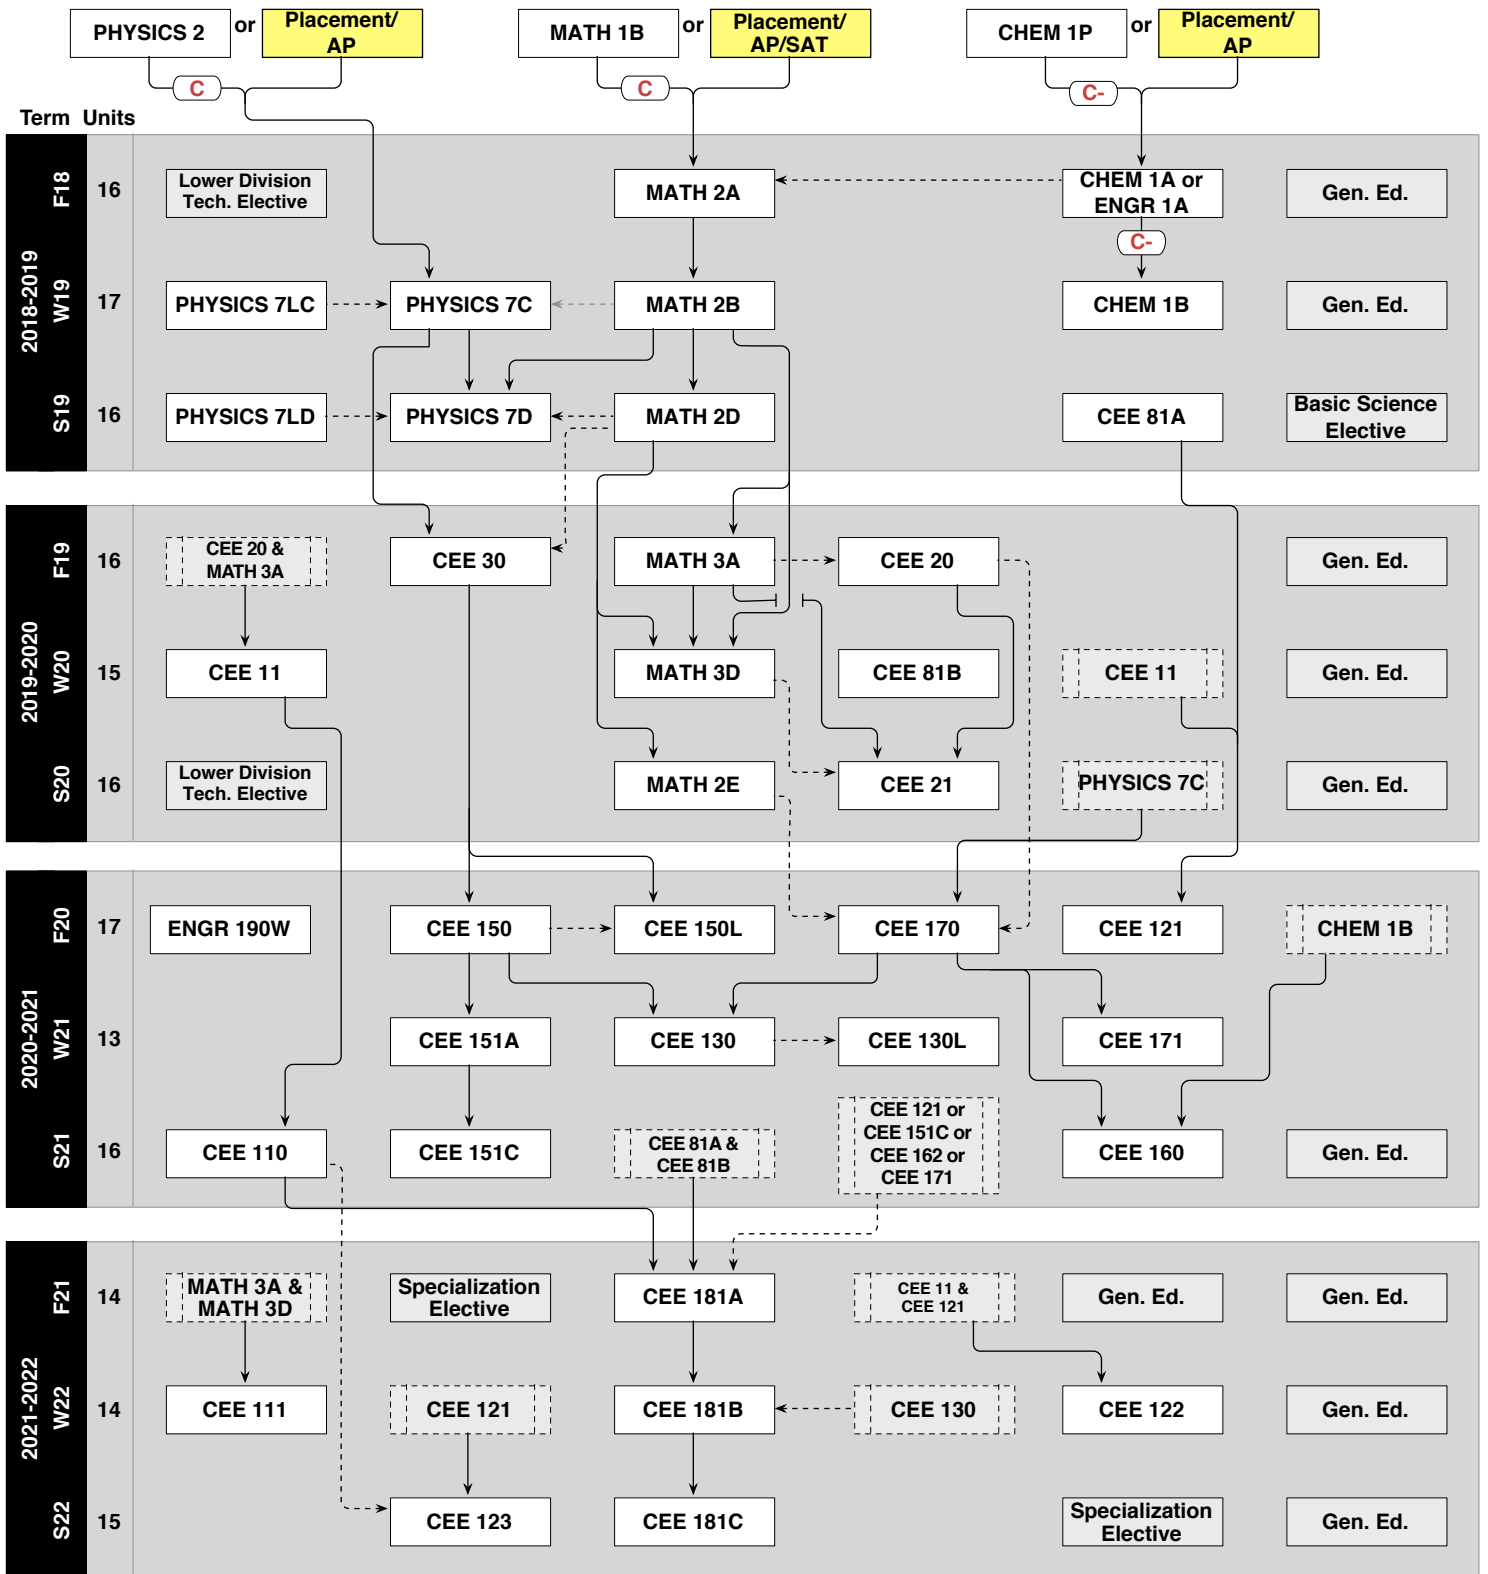 PHYSICS 2
or
Placement/
AP
MATH 1B
or
Placement/
AP/SAT
CHEM 1P
or
Placement/
AP
C
C
C-
Term Units
2018-2019
F18
16
Lower Division
Tech. Elective
MATH 2A
CHEM 1A or
ENGR 1A
Gen. Ed.
C-
W19
17
PHYSICS 7LC
PHYSICS 7C
MATH 2B
CHEM 1B
Gen. Ed.
S19
16
PHYSICS 7LD
PHYSICS 7D
MATH 2D
CEE 81A
Basic Science
Elective
2019-2020
F19
16
CEE 20 &
MATH 3A
CEE 30
MATH 3A
CEE 20
Gen. Ed.
W20
15
CEE 11
MATH 3D
CEE 81B
CEE 11
Gen. Ed.
S20
16
Lower Division
Tech. Elective
MATH 2E
CEE 21
PHYSICS 7C
Gen. Ed.
2020-2021
F20
17
ENGR 190W
CEE 150
CEE 150L
CEE 170
CEE 121
CHEM 1B
W21
13
CEE 151A
CEE 130
CEE 130L
CEE 171
S21
16
CEE 110
CEE 151C
CEE 81A &
CEE 81B
CEE 121 or
CEE 151C or
CEE 162 or
CEE 171
CEE 160
Gen. Ed.
2021-2022
F21
14
MATH 3A &
MATH 3D
Specialization
Elective
CEE 181A
CEE 11 &
CEE 121
Gen. Ed.
Gen. Ed.
W22
14
CEE 111
CEE 121
CEE 181B
CEE 130
CEE 122
Gen. Ed.
S22
15
CEE 123
CEE 181C
Specialization
Elective
Gen. Ed.